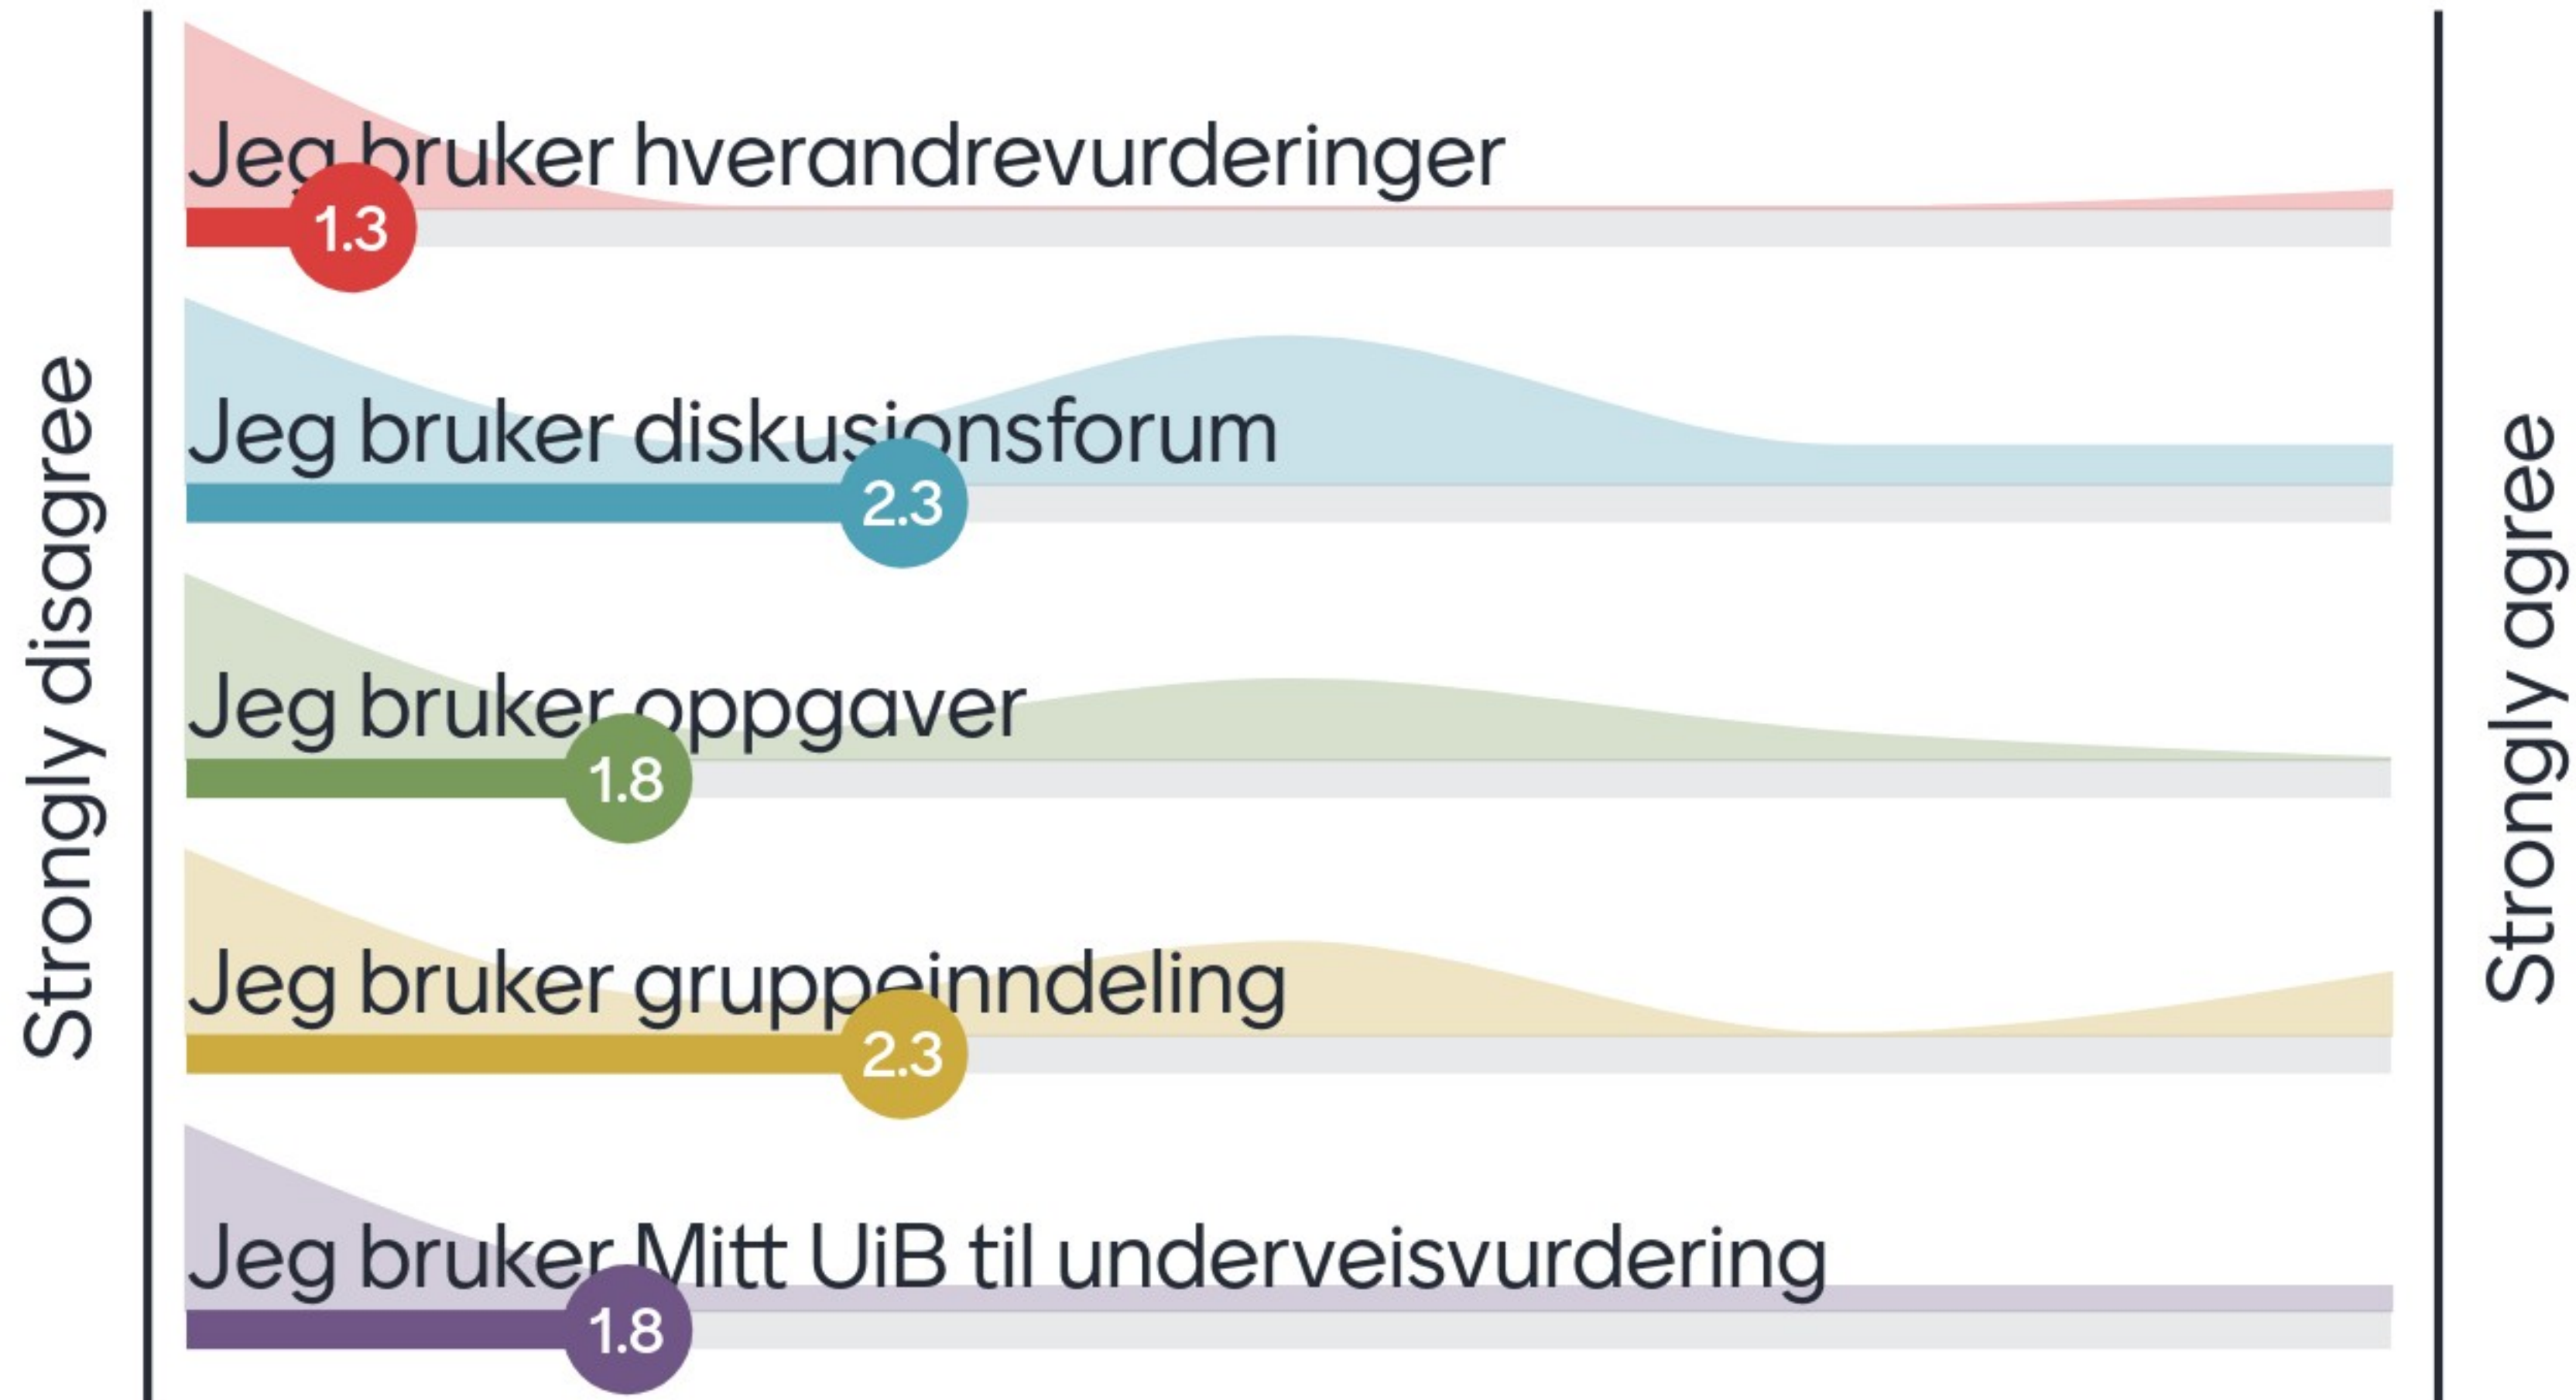 Strongly disagree
Jeg bruker hverandrevurderinger
1.3
Jeg bruker diskusjonsforum
2.3
Jeg bruker oppgaver
1.8
Jeg bruker gruppeinndeling
2.3
Jeg bruker Mitt UiB til underveisvurdering
1.8
Strongly agree